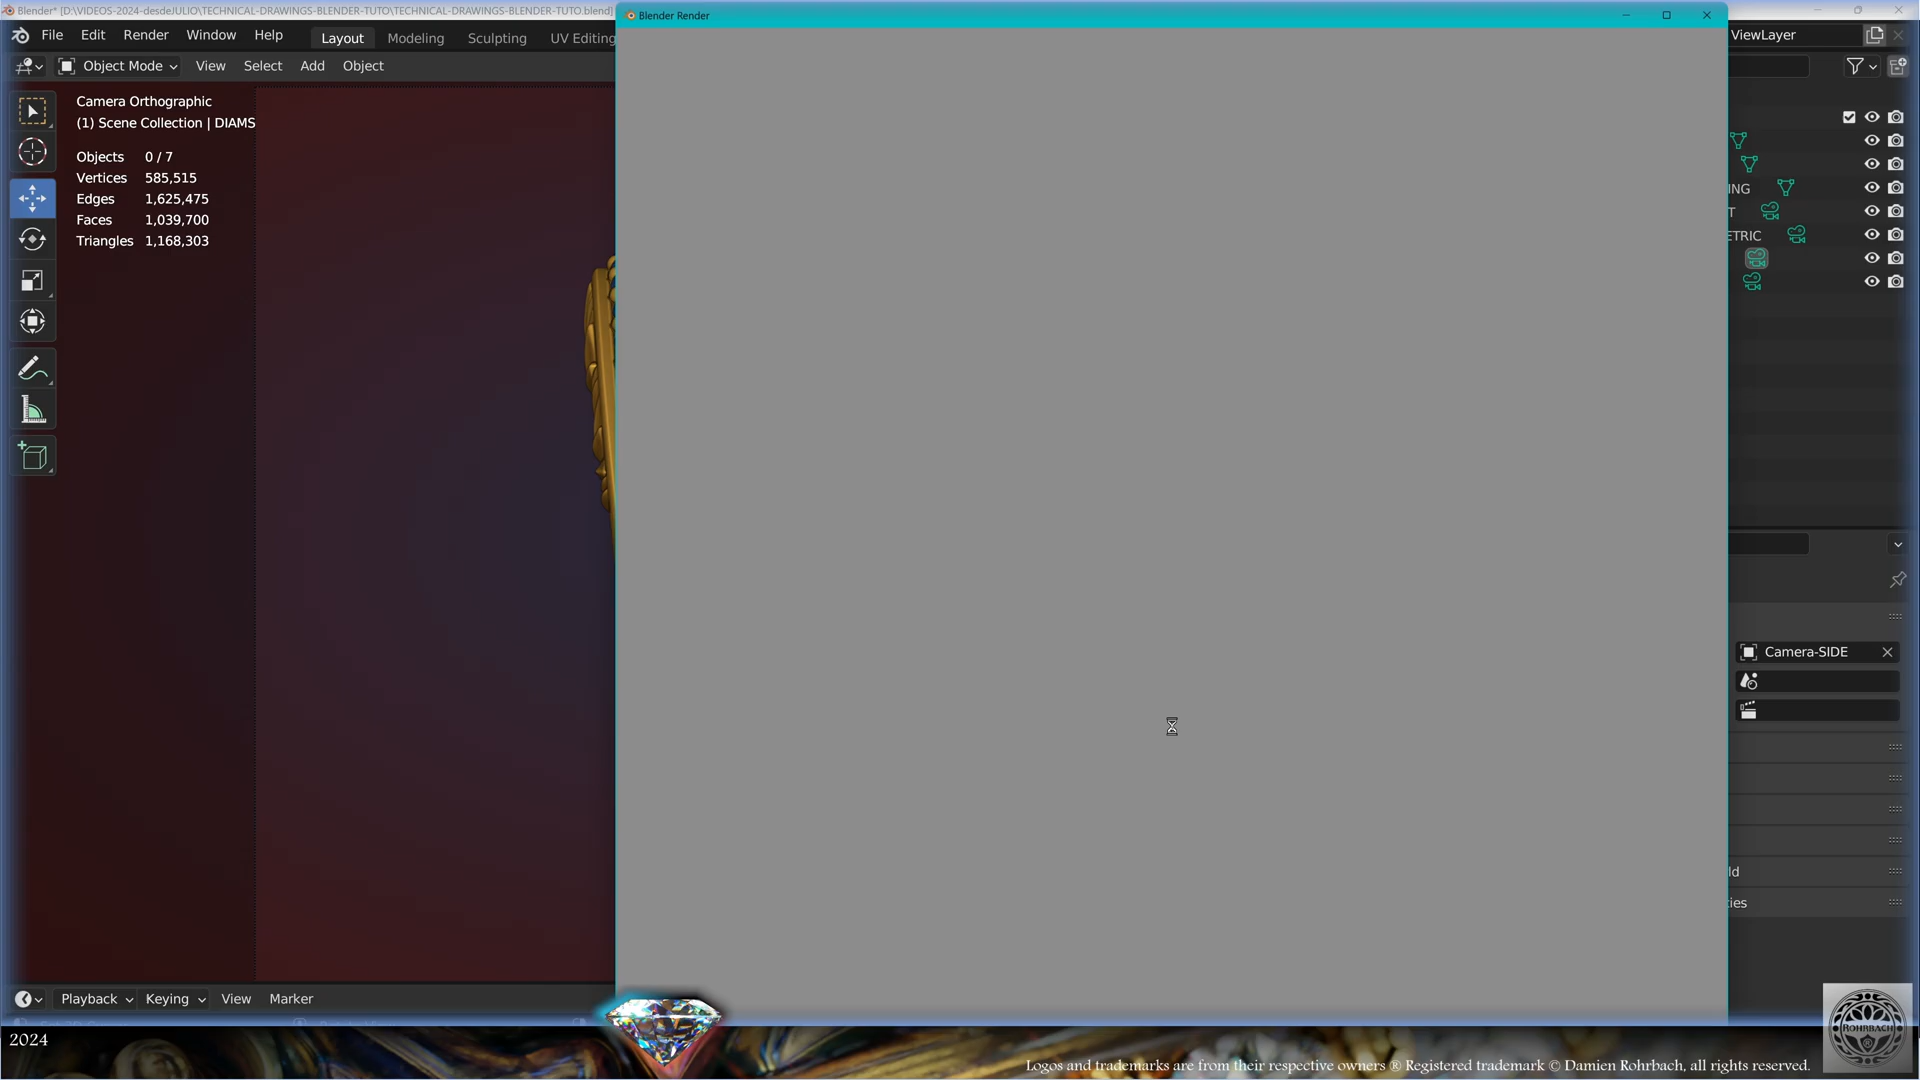 Blender* [D:\VIDEOS-2024-desdeJULIO\TECHNICAL-DRAWINGS-BLENDER-TUTO\TECHNICAL-DRAWINGS-BLENDER-TUTO.blend]
Blender Render
File Edit Render Window Help
Layout Modeling Sculpting UV Editing
ViewLayer
Object Mode View Select Add Object
Camera Orthographic
(1) Scene Collection | DIAMS
Objects 0 / 7
Vertices 585,515
Edges 1,625,475
Faces 1,039,700
Triangles 1,168,303
ING
T
ETRIC
Camera-SIDE
ld
ties
Playback Keying View Marker
2024
ROHRBACH
®
Logos and trademarks are from their respective owners ® Registered trademark © Damien Rohrbach, all rights reserved.